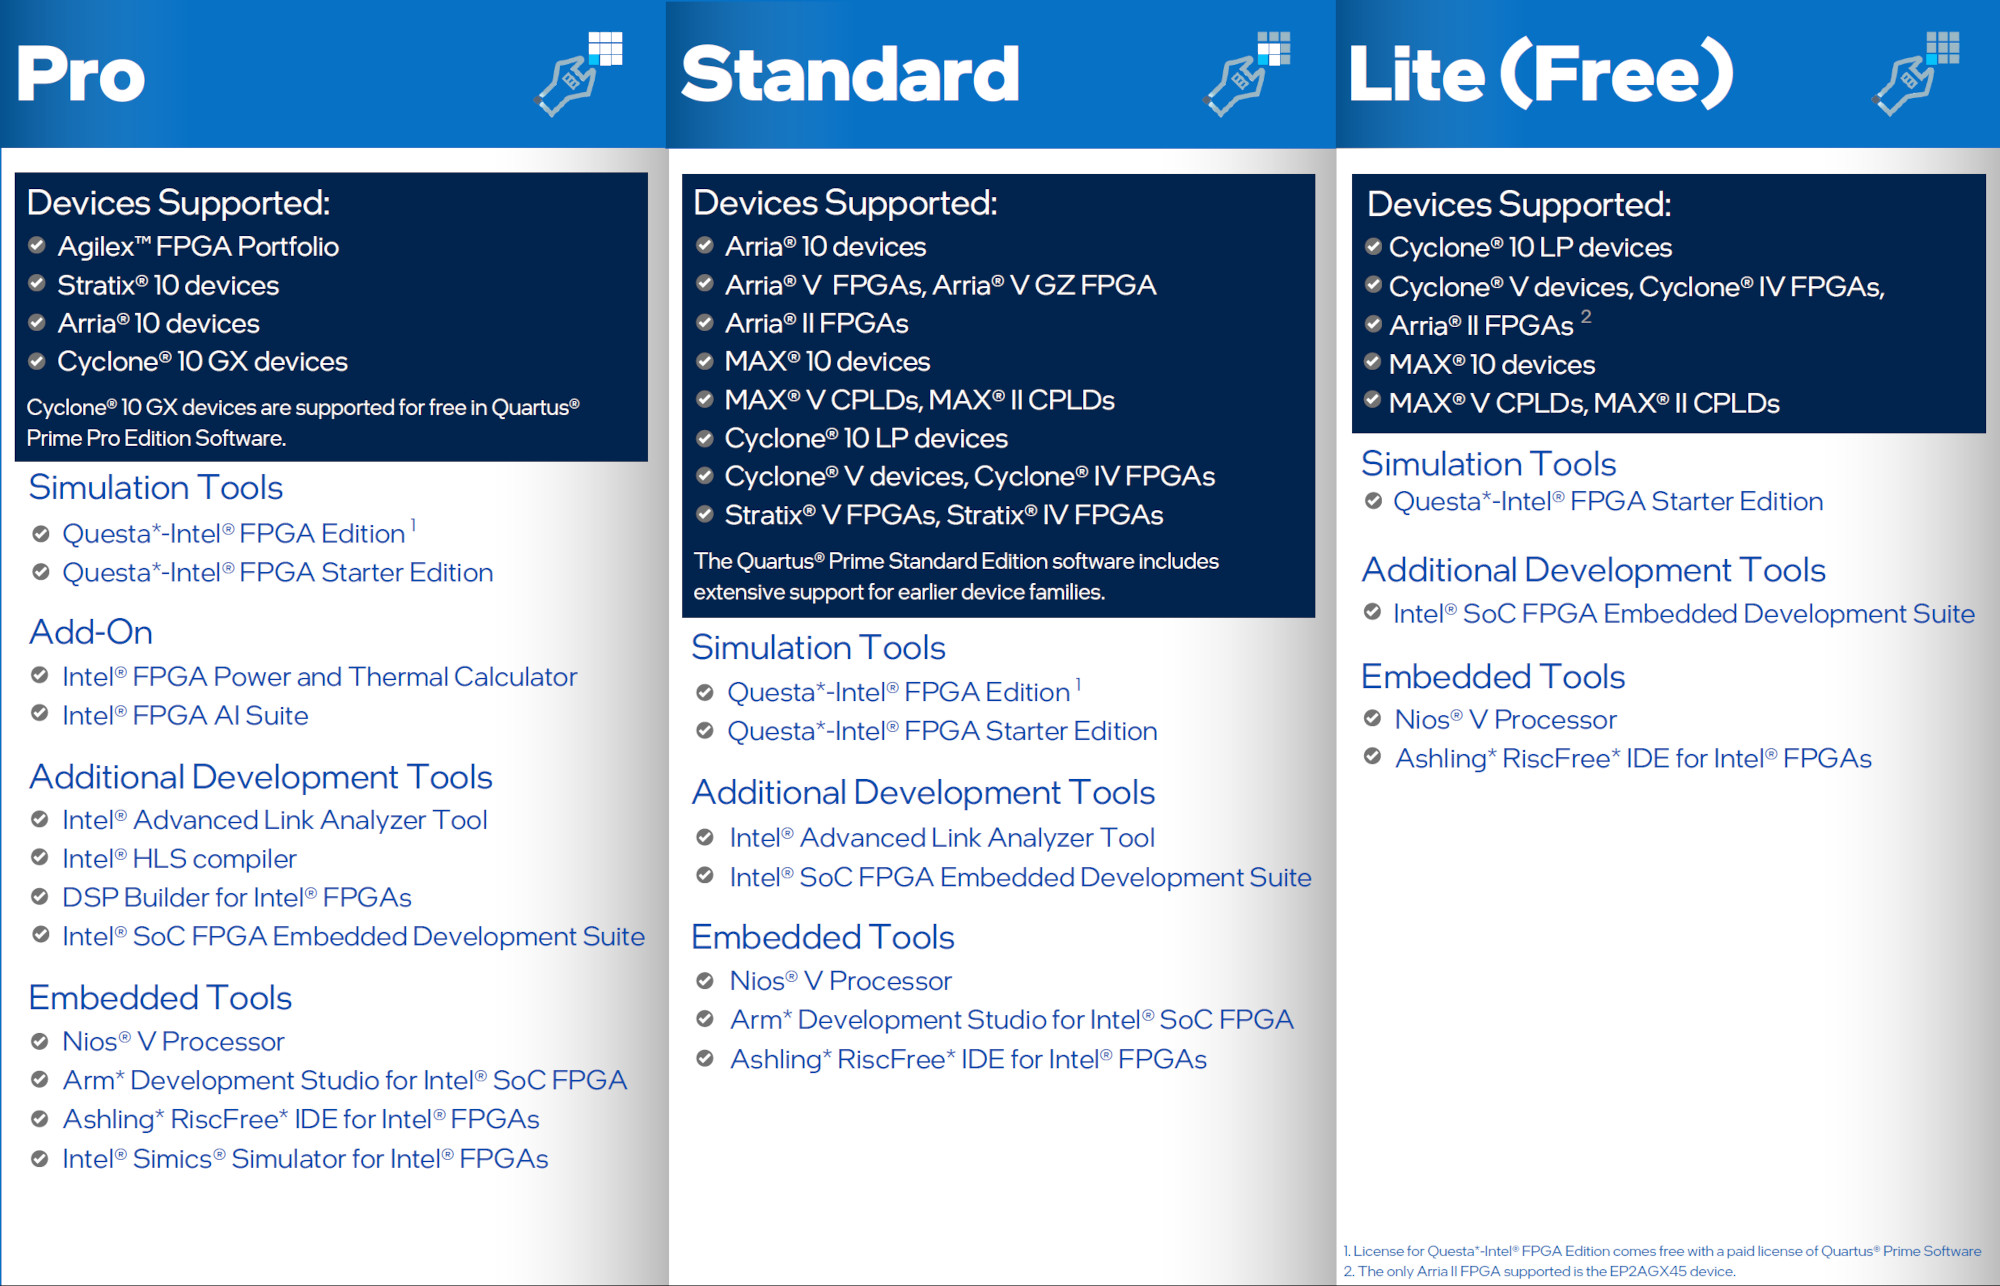 Pro
Devices Supported:
Agilex™ FPGA Portfolio
Stratix® 10 devices
Arria® 10 devices
Cyclone® 10 GX devices
Cyclone® 10 GX devices are supported for free in Quartus®
Prime Pro Edition Software.
Simulation Tools
Questa*-Intel® FPGA Edition 1
Questa*-Intel® FPGA Starter Edition
Add-On
Intel® FPGA Power and Thermal Calculator
Intel® FPGA AI Suite
Additional Development Tools
Intel® Advanced Link Analyzer Tool
Intel® HLS compiler
DSP Builder for Intel® FPGAs
Intel® SoC FPGA Embedded Development Suite
Embedded Tools
Nios® V Processor
Arm* Development Studio for Intel® SoC FPGA
Ashling* RiscFree* IDE for Intel® FPGAs
Intel® Simics® Simulator for Intel® FPGAs
Standard
Devices Supported:
Arria® 10 devices
Arria® V FPGAs, Arria® V GZ FPGA
Arria® II FPGAs
MAX® 10 devices
MAX® V CPLDs, MAX® II CPLDs
Cyclone® 10 LP devices
Cyclone® V devices, Cyclone® IV FPGAs
Stratix® V FPGAs, Stratix® IV FPGAs
The Quartus® Prime Standard Edition software includes
extensive support for earlier device families.
Simulation Tools
Questa*-Intel® FPGA Edition 1
Questa*-Intel® FPGA Starter Edition
Additional Development Tools
Intel® Advanced Link Analyzer Tool
Intel® SoC FPGA Embedded Development Suite
Embedded Tools
Nios® V Processor
Arm* Development Studio for Intel® SoC FPGA
Ashling* RiscFree* IDE for Intel® FPGAs
Lite (Free)
Devices Supported:
Cyclone® 10 LP devices
Cyclone® V devices, Cyclone® IV FPGAs,
Arria® II FPGAs 2
MAX® 10 devices
MAX® V CPLDs, MAX® II CPLDs
Simulation Tools
Questa*-Intel® FPGA Starter Edition
Additional Development Tools
Intel® SoC FPGA Embedded Development Suite
Embedded Tools
Nios® V Processor
Ashling* RiscFree* IDE for Intel® FPGAs
1. License for Questa*-Intel® FPGA Edition comes free with a paid license of Quartus® Prime Software
2. The only Arria II FPGA supported is the EP2AGX45 device.